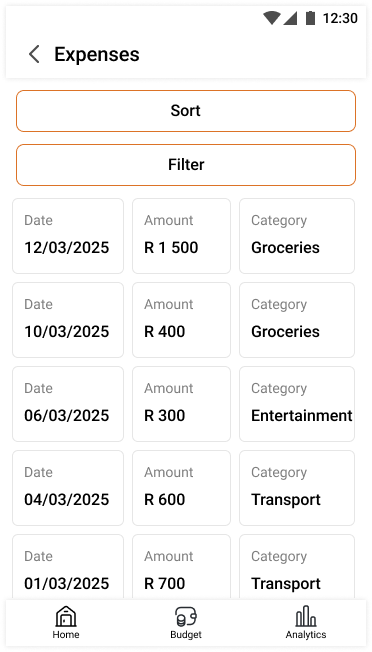 12:30
Expenses
Sort
Filter
Date Amount Category
12/03/2025 R 1 500 Groceries
Date Amount Category
10/03/2025 R 400 Groceries
Date Amount Category
06/03/2025 R 300 Entertainment
Date Amount Category
04/03/2025 R 600 Transport
Date Amount Category
01/03/2025 R 700 Transport
Home Budget Analytics